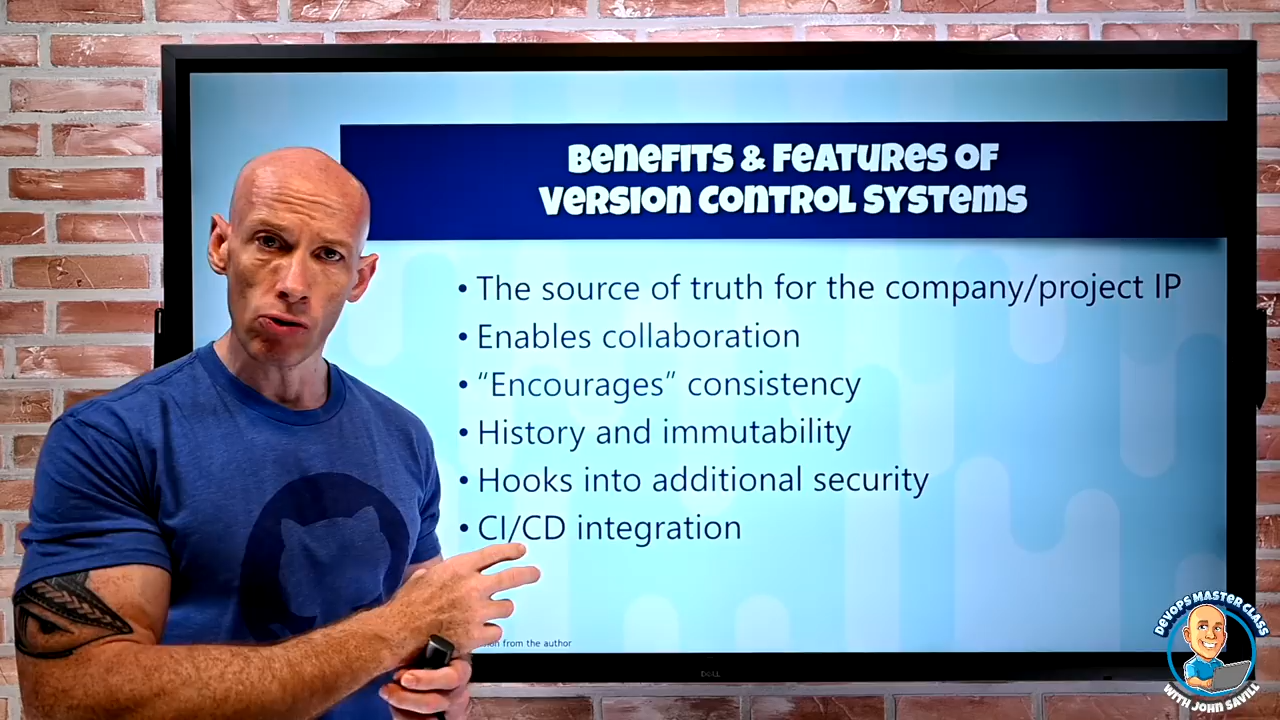 Benefits & Features of
Version Control Systems
• The source of truth for the company/project IP
• Enables collaboration
• “Encourages” consistency
• History and immutability
• Hooks into additional security
• CI/CD integration
from the author
DELL
DevOps Master Class
with John Savill